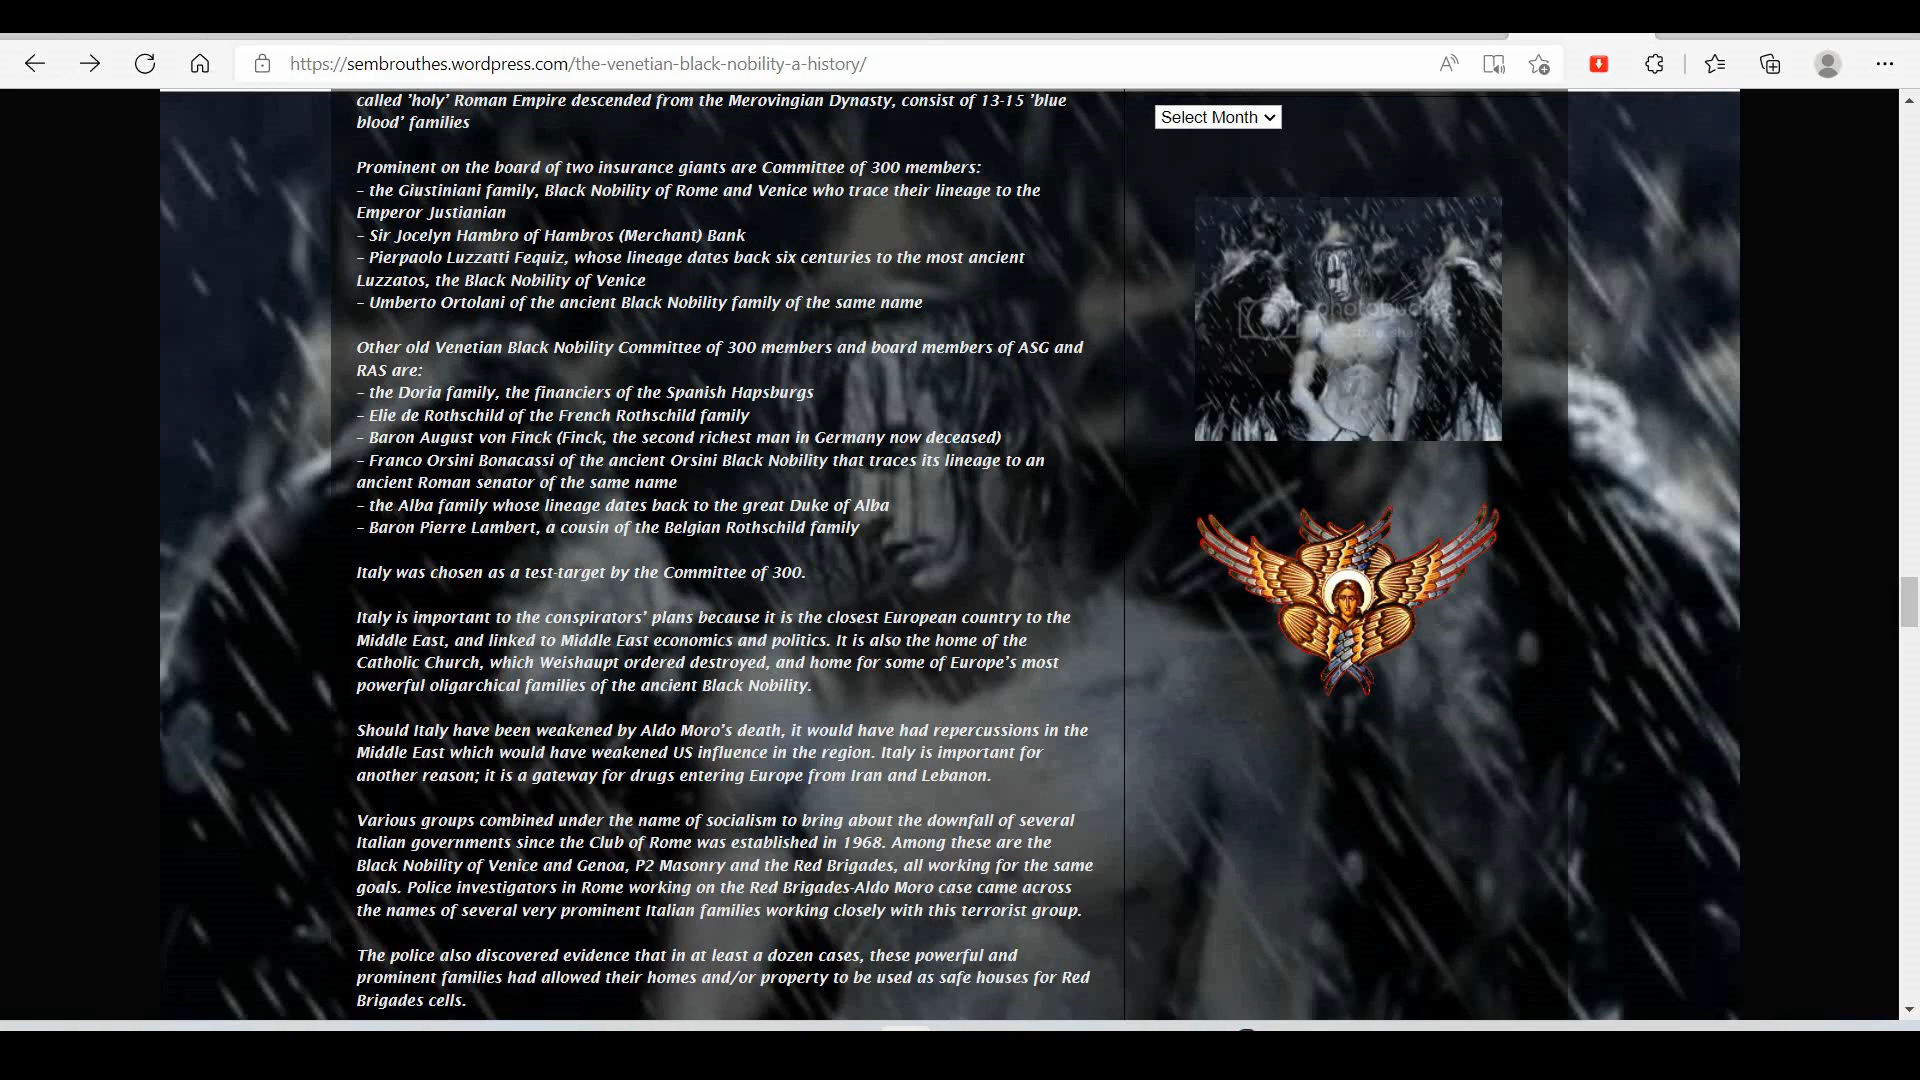 https://sembrouthes.wordpress.com/the-venetian-black-nobility-a-history/
called 'holy' Roman Empire descended from the Merovingian Dynasty, consist of 13-15 'blue
blood' families
Prominent on the board of two insurance giants are Committee of 300 members:
– the Giustiniani family, Black Nobility of Rome and Venice who trace their lineage to the
Emperor Justianian
– Sir Jocelyn Hambro of Hambros (Merchant) Bank
– Pierpaolo Luzzatti Fequiz, whose lineage dates back six centuries to the most ancient
Luzzatos, the Black Nobility of Venice
– Umberto Ortolani of the ancient Black Nobility family of the same name
Other old Venetian Black Nobility Committee of 300 members and board members of ASG and
RAS are:
– the Doria family, the financiers of the Spanish Hapsburgs
– Elie de Rothschild of the French Rothschild family
– Baron August von Finck (Finck, the second richest man in Germany now deceased)
– Franco Orsini Bonacassi of the ancient Orsini Black Nobility that traces its lineage to an
ancient Roman senator of the same name
– the Alba family whose lineage dates back to the great Duke of Alba
– Baron Pierre Lambert, a cousin of the Belgian Rothschild family
Italy was chosen as a test-target by the Committee of 300.
Italy is important to the conspirators' plans because it is the closest European country to the
Middle East, and linked to Middle East economics and politics. It is also the home of the
Catholic Church, which Weishaupt ordered destroyed, and home for some of Europe's most
powerful oligarchical families of the ancient Black Nobility.
Should Italy have been weakened by Aldo Moro's death, it would have had repercussions in the
Middle East which would have weakened US influence in the region. Italy is important for
another reason; it is a gateway for drugs entering Europe from Iran and Lebanon.
Various groups combined under the name of socialism to bring about the downfall of several
Italian governments since the Club of Rome was established in 1968. Among these are the
Black Nobility of Venice and Genoa, P2 Masonry and the Red Brigades, all working for the same
goals. Police investigators in Rome working on the Red Brigades-Aldo Moro case came across
the names of several very prominent Italian families working closely with this terrorist group.
The police also discovered evidence that in at least a dozen cases, these powerful and
prominent families had allowed their homes and/or property to be used as safe houses for Red
Brigades cells.
Select Month